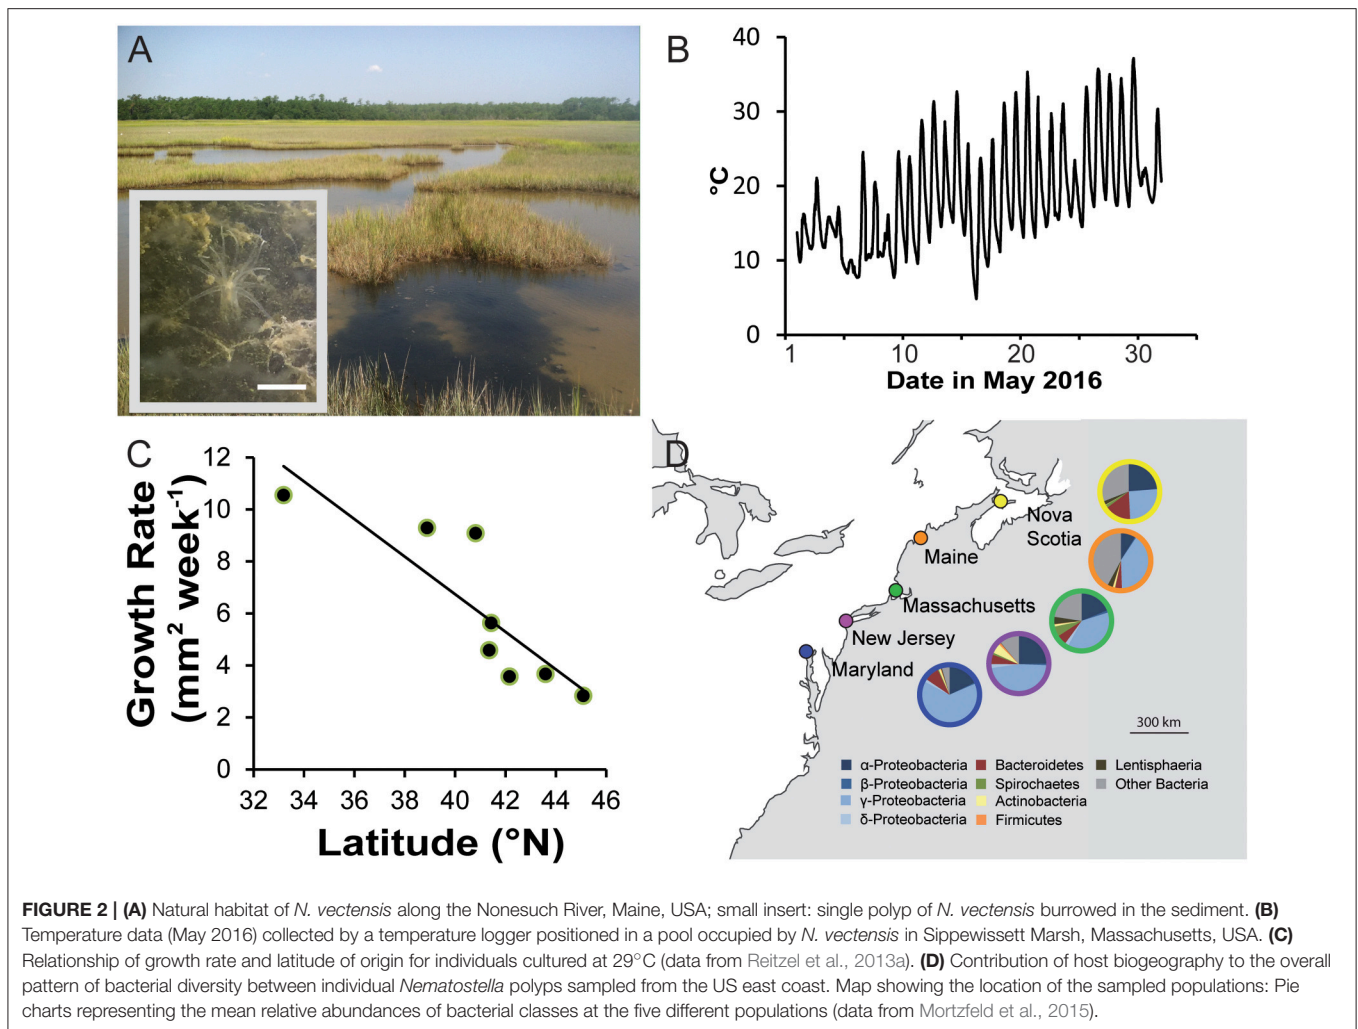 A
B
40
30
20
10
0
°C
1
10
20
30
Date in May 2016
C
12
10
8
6
4
2
0
Growth Rate
(mm² week⁻¹)
32
34
36
38
40
42
44
46
Latitude (°N)
D
Nova
Scotia
Maine
Massachusetts
New Jersey
Maryland
300 km
α-Proteobacteria
β-Proteobacteria
γ-Proteobacteria
δ-Proteobacteria
Bacteroidetes
Spirochaetes
Actinobacteria
Firmicutes
Lentisphaeria
Other Bacteria
FIGURE 2 | (A) Natural habitat of N. vectensis along the Nonesuch River, Maine, USA; small insert: single polyp of N. vectensis burrowed in the sediment. (B)
Temperature data (May 2016) collected by a temperature logger positioned in a pool occupied by N. vectensis in Sippewissett Marsh, Massachusetts, USA. (C)
Relationship of growth rate and latitude of origin for individuals cultured at 29°C (data from Reitzel et al., 2013a). (D) Contribution of host biogeography to the overall
pattern of bacterial diversity between individual Nematostella polyps sampled from the US east coast. Map showing the location of the sampled populations: Pie
charts representing the mean relative abundances of bacterial classes at the five different populations (data from Mortzfeld et al., 2015).